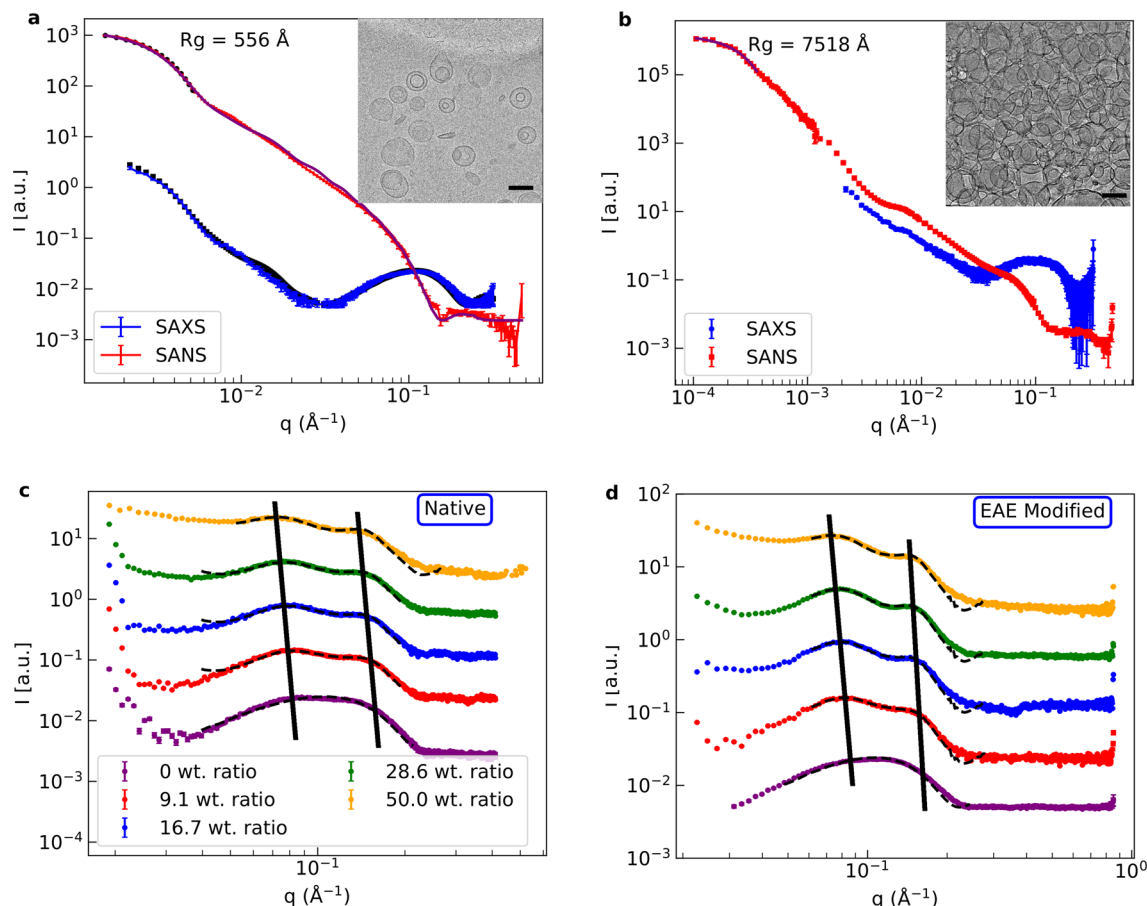 a
Rg = 556 Å
10³
10²
10¹
10⁰
10⁻¹
10⁻²
10⁻³
I [a.u.]
SAXS
SANS
10⁻²
10⁻¹
q (Å⁻¹)
b
Rg = 7518 Å
10⁶
10⁵
10³
10¹
10⁻¹
10⁻³
I [a.u.]
SAXS
SANS
10⁻⁴
10⁻³
10⁻²
10⁻¹
q (Å⁻¹)
c
Native
10¹
10⁰
10⁻¹
10⁻²
10⁻³
10⁻⁴
I [a.u.]
0 wt. ratio
9.1 wt. ratio
16.7 wt. ratio
28.6 wt. ratio
50.0 wt. ratio
10⁻¹
q (Å⁻¹)
d
EAE Modified
10²
10¹
10⁰
10⁻¹
10⁻²
10⁻³
I [a.u.]
10⁻¹
10⁰
q (Å⁻¹)